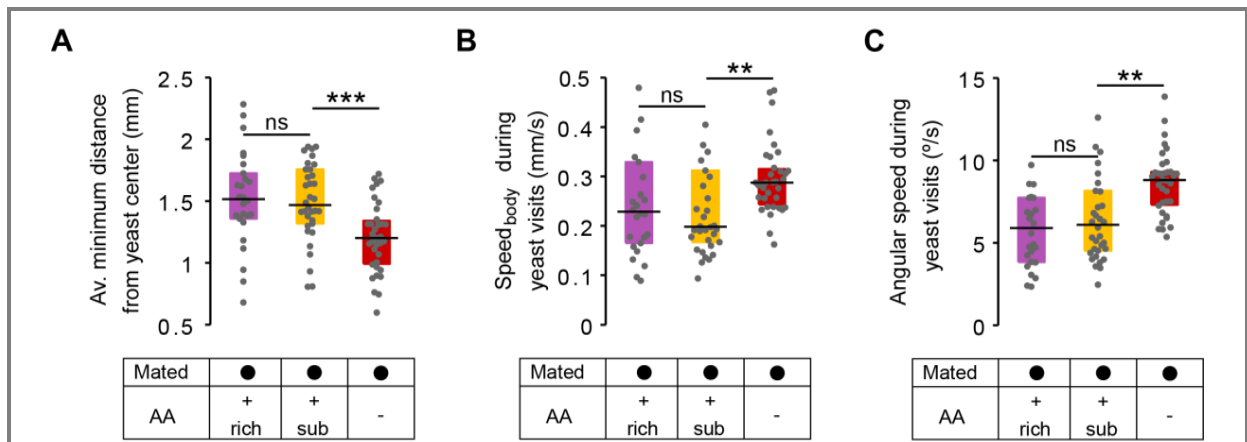 A
Av. minimum distance
from yeast center (mm)
2.5
2
1.5
1
0.5
ns
***
Mated ● ● ●
AA + rich + sub -
B
Speedbody during
yeast visits (mm/s)
0.5
0.4
0.3
0.2
0.1
0
ns
**
Mated ● ● ●
AA + rich + sub -
C
Angular speed during
yeast visits (º/s)
15
10
5
0
ns
**
Mated ● ● ●
AA + rich + sub -